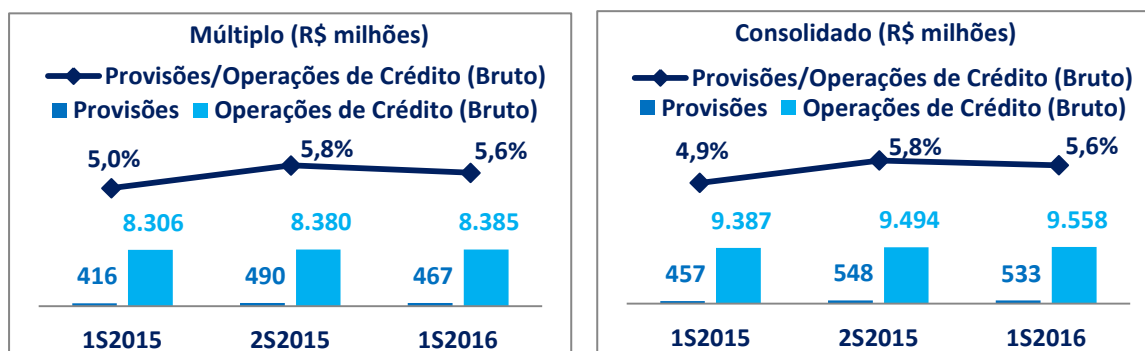 Múltiplo (R$ milhões)
Provisões/Operações de Crédito (Bruto)
Provisões Operações de Crédito (Bruto)
5,0% 5,8% 5,6%
8.306 8.380 8.385
416 490 467
1S2015 2S2015 1S2016
Consolidado (R$ milhões)
Provisões/Operações de Crédito (Bruto)
Provisões Operações de Crédito (Bruto)
4,9% 5,8% 5,6%
9.387 9.494 9.558
457 548 533
1S2015 2S2015 1S2016